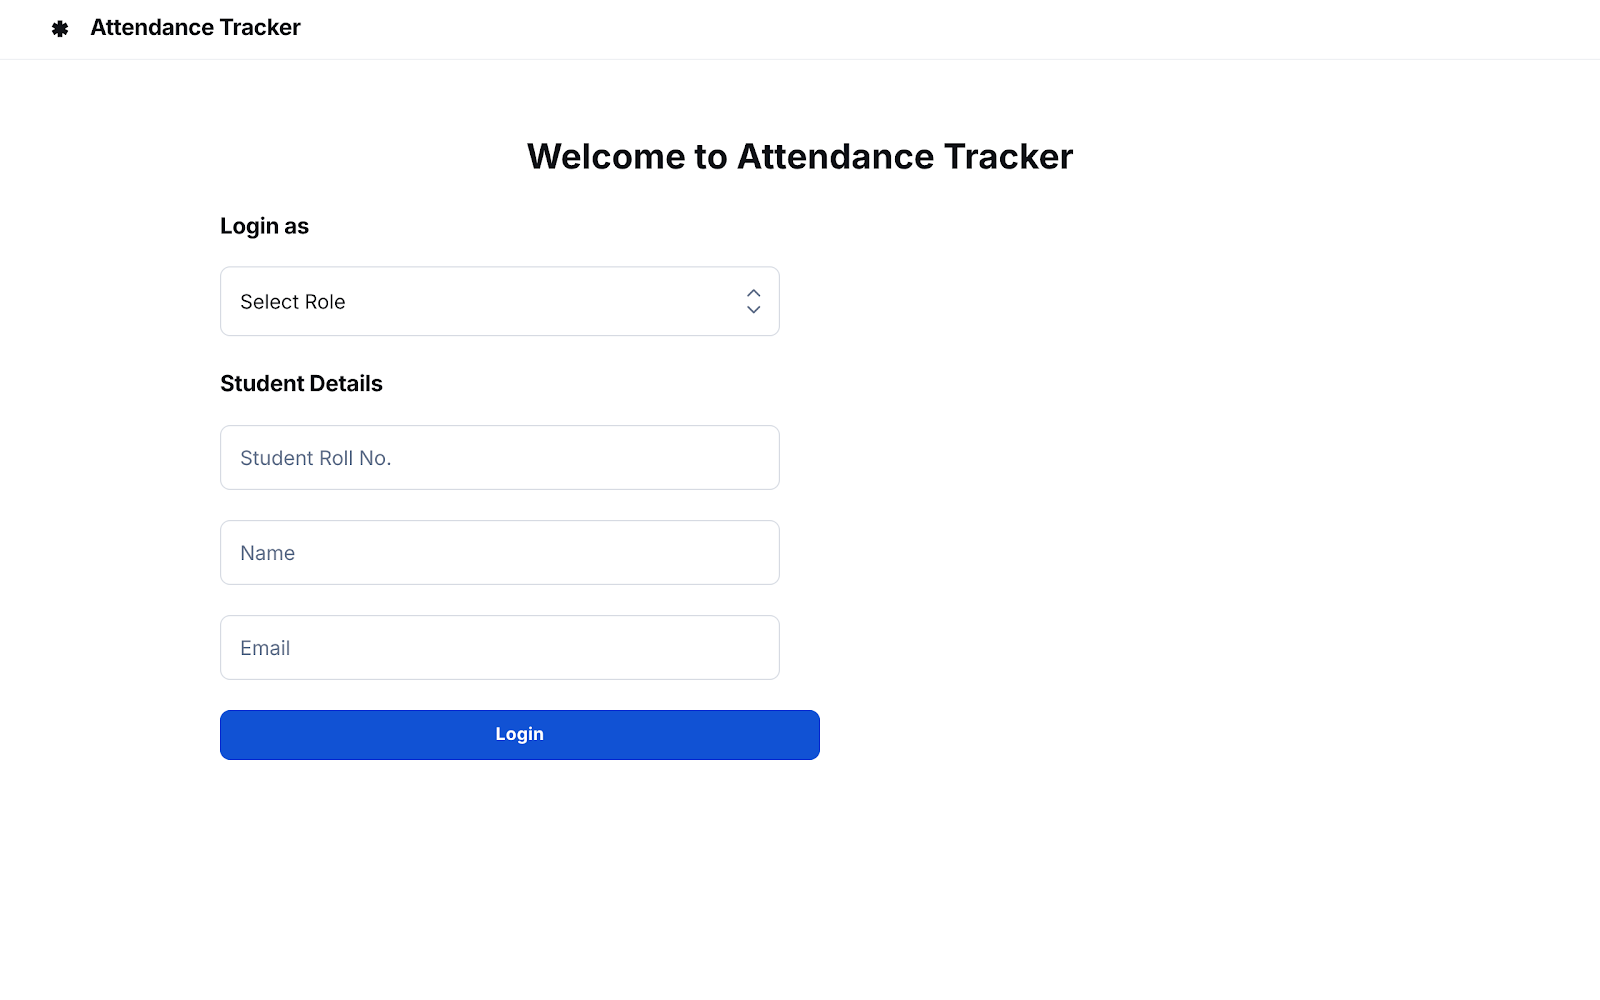 Attendance Tracker
Welcome to Attendance Tracker
Login as
Select Role
Student Details
Student Roll No.
Name
Email
Login